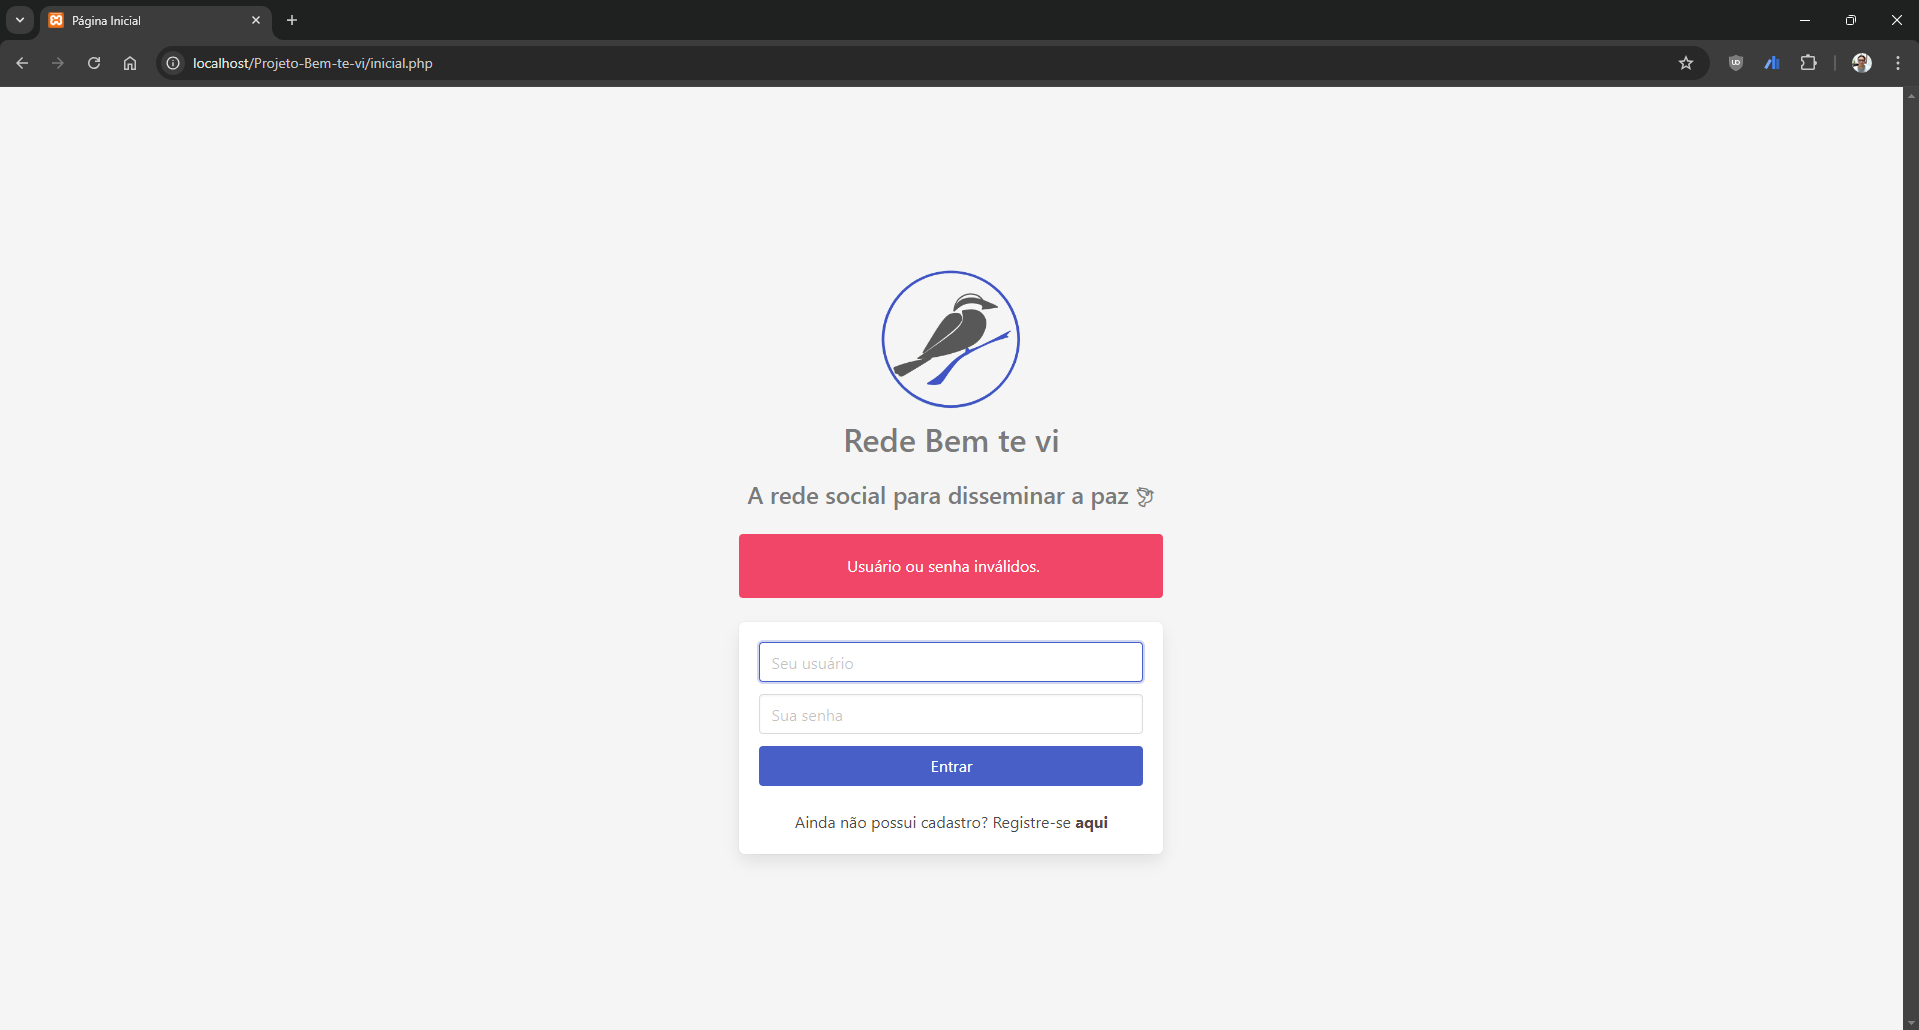 Página Inicial
localhost/Projeto-Bem-te-vi/inicial.php
Rede Bem te vi
A rede social para disseminar a paz 🕊
Usuário ou senha inválidos.
Seu usuário
Sua senha
Entrar
Ainda não possui cadastro? Registre-se aqui